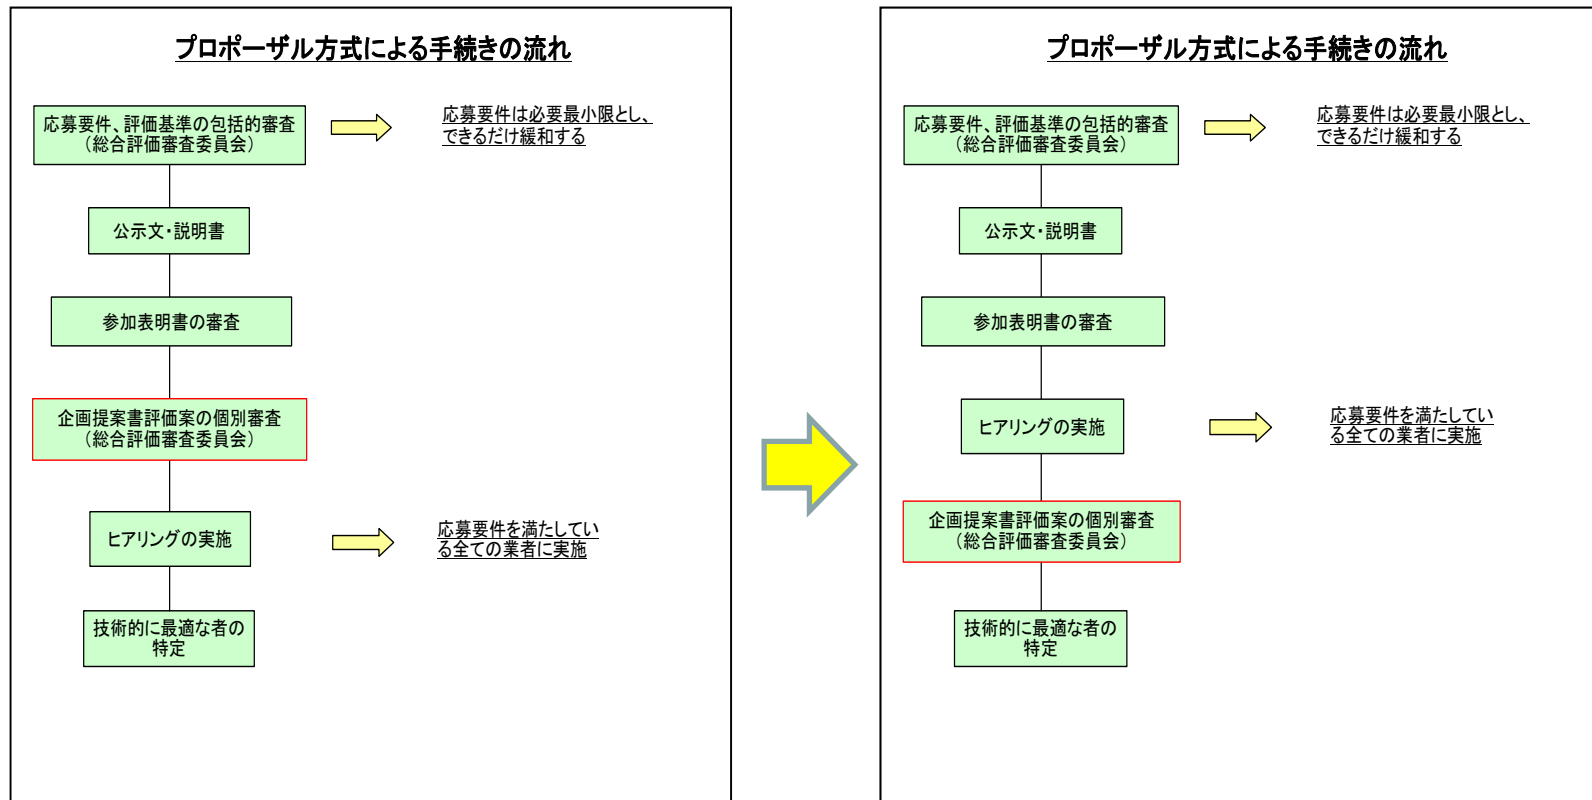 プロポーザル方式による手続きの流れ
応募要件、評価基準の包括的審査
（総合評価審査委員会）
応募要件は必要最小限とし、
できるだけ緩和する
公示文・説明書
参加表明書の審査
企画提案書評価案の個別審査
（総合評価審査委員会）
ヒアリングの実施
応募要件を満たしてい
る全ての業者に実施
技術的に最適な者の
特定
プロポーザル方式による手続きの流れ
応募要件、評価基準の包括的審査
（総合評価審査委員会）
応募要件は必要最小限とし、
できるだけ緩和する
公示文・説明書
参加表明書の審査
ヒアリングの実施
応募要件を満たしてい
る全ての業者に実施
企画提案書評価案の個別審査
（総合評価審査委員会）
技術的に最適な者の
特定